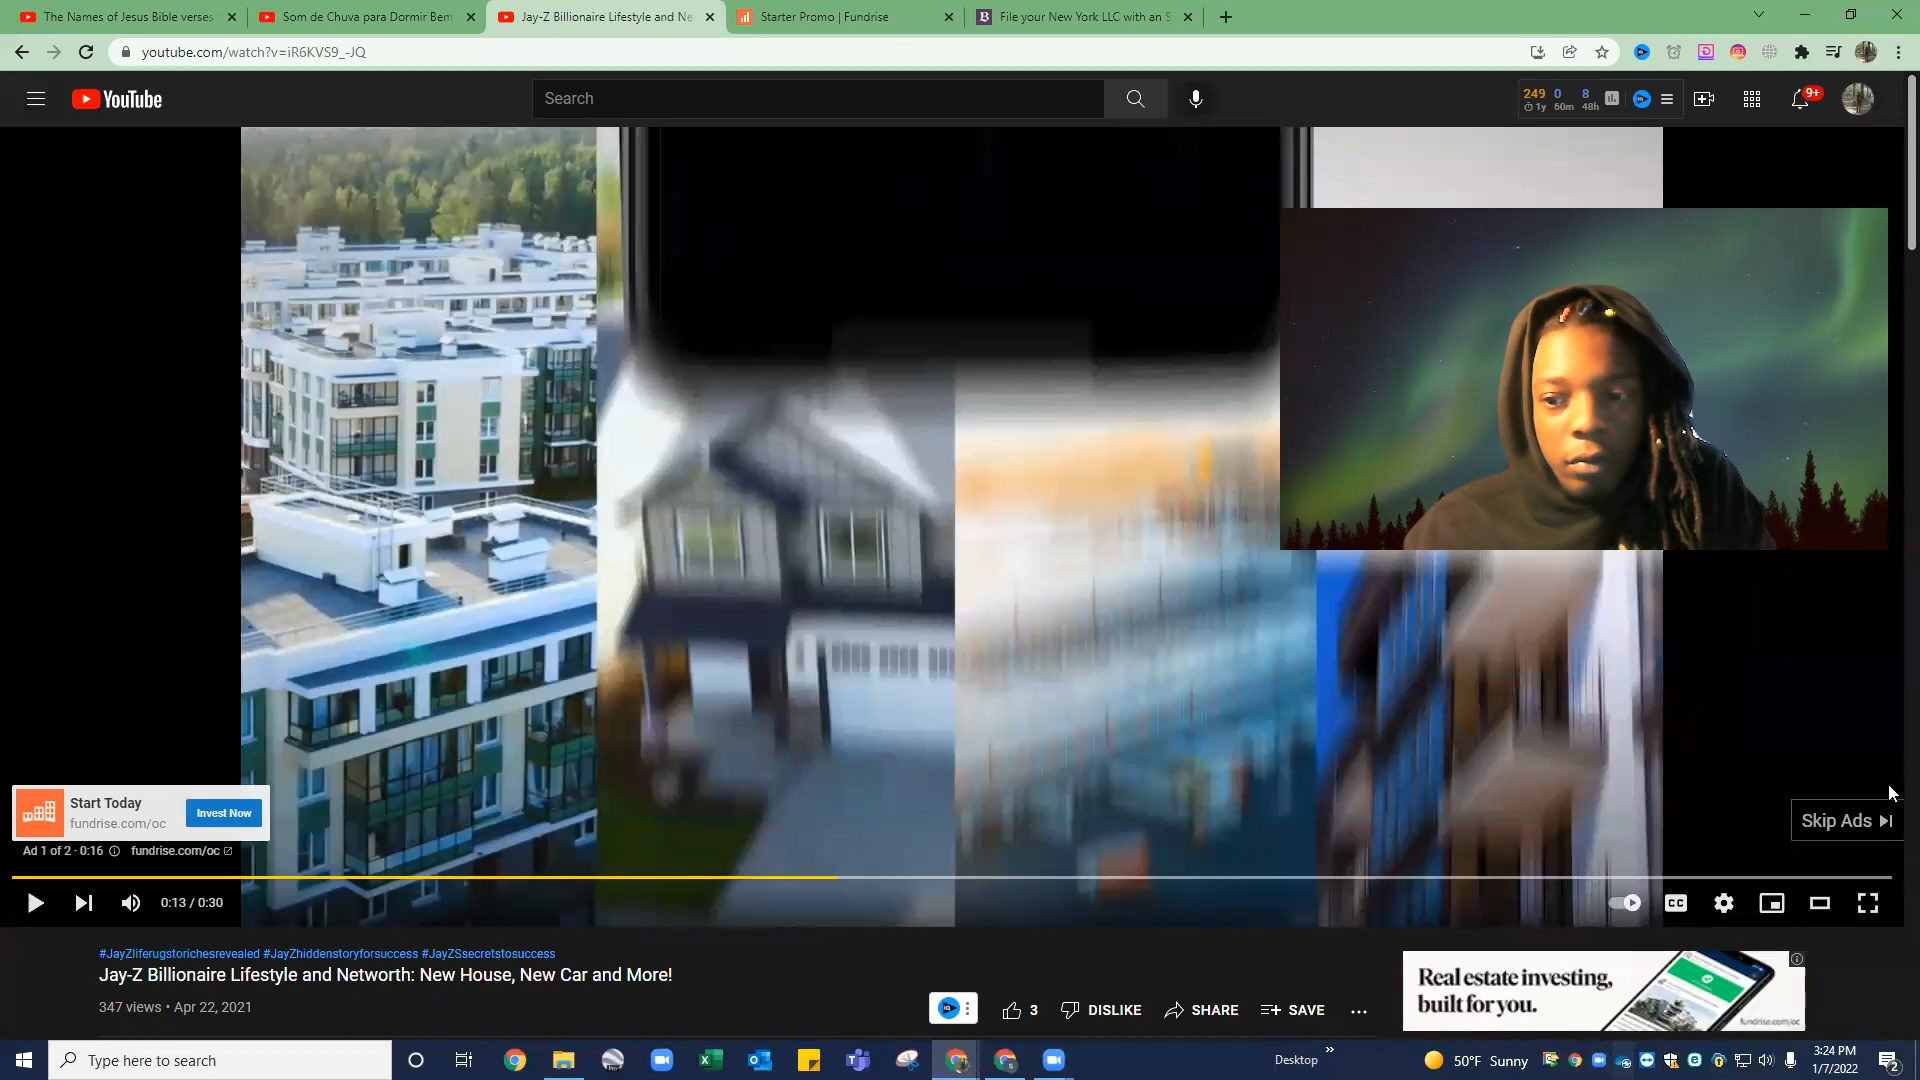 The Names of Jesus Bible verses
Som de Chuva para Dormir Bem
Jay-Z Billionaire Lifestyle and Ne
Starter Promo | Fundrise
File your New York LLC with an S
youtube.com/watch?v=iR6KVS9_-JQ
YouTube
Search
249 0 8
1y 60m 48h
9+
Start Today
fundrise.com/oc
Invest Now
Skip Ads
Ad 1 of 2 · 0:16
fundrise.com/oc
0:13 / 0:30
CC
#JayZliferugstorichesrevealed #JayZhiddenstoryforsuccess #JayZSsecretstosuccess
Jay-Z Billionaire Lifestyle and Networth: New House, New Car and More!
347 views • Apr 22, 2021
3
DISLIKE
SHARE
SAVE
Real estate investing,
built for you.
fundrise.com/oc
Type here to search
Desktop
50°F Sunny
3:24 PM
1/7/2022
2